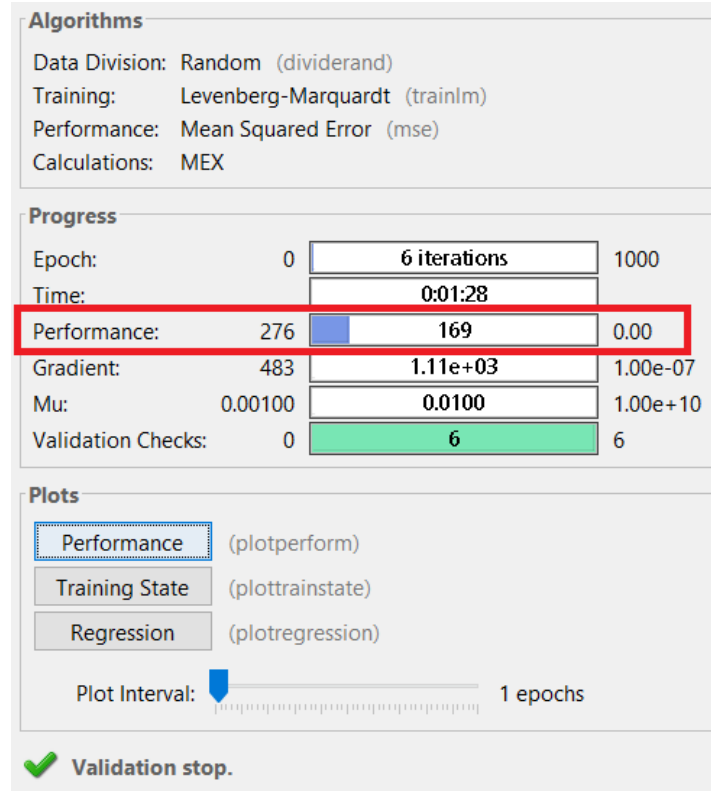 Algorithms
Data Division: Random (dividerand)
Training: Levenberg-Marquardt (trainlm)
Performance: Mean Squared Error (mse)
Calculations: MEX
Progress
Epoch: 0 6 iterations 1000
Time: 0:01:28
Performance: 276 169 0.00
Gradient: 483 1.11e+03 1.00e-07
Mu: 0.00100 0.0100 1.00e+10
Validation Checks: 0 6 6
Plots
Performance (plotperform)
Training State (plottrainstate)
Regression (plotregression)
Plot Interval: 1 epochs
Validation stop.